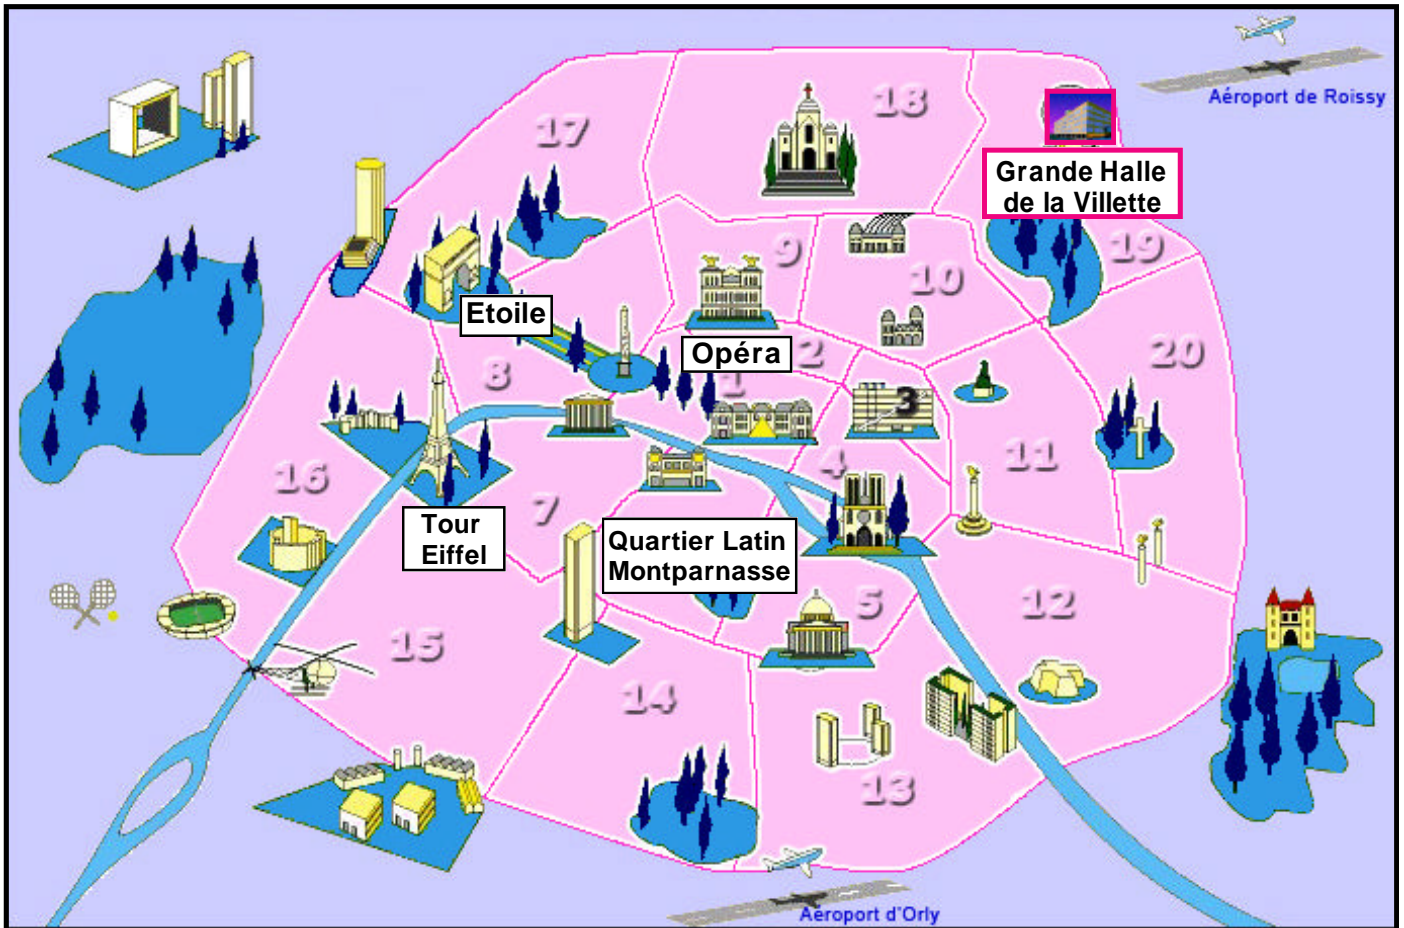 Aéroport de Roissy
18
17
Grande Halle
de la Villette
9
19
10
Etoile
Opéra
2
20
8
1
3
11
4
16
7
Tour
Eiffel
Quartier Latin
Montparnasse
5
12
15
14
13
Aéroport d'Orly